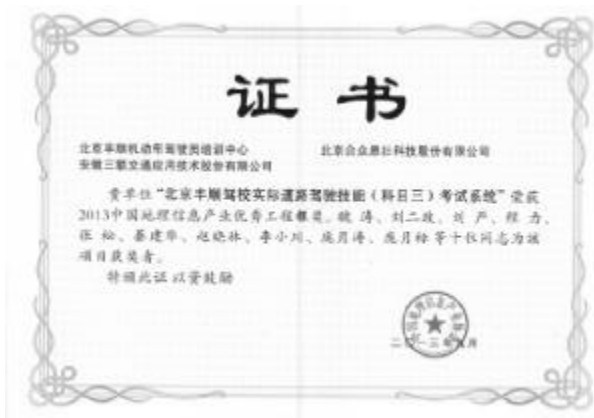 证书
北京丰顺机动车驾驶员培训中心 北京合众思壮科技股份有限公司
安徽三联交通应用技术股份有限公司
贵单位“北京丰顺驾校实际道路驾驶技能（科目三）考试系统”荣获
2013中国地理信息产业优秀工程银奖。 涛、刘二政、刘严、程力、
张松、秦建华、赵晓林、李小川、庞月涛、庞月 等十位同志为该
项目获奖者。
特颁此证 以资鼓励